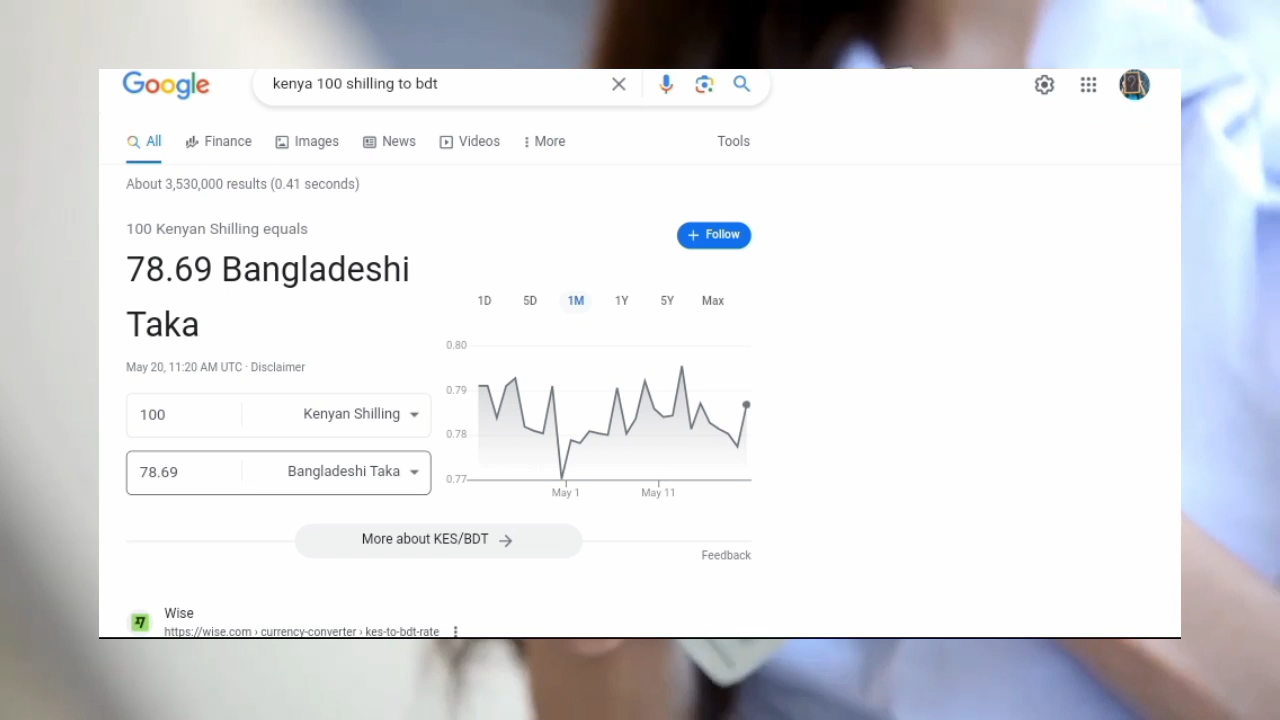 Google
kenya 100 shilling to bdt
All Finance Images News Videos More Tools
About 3,530,000 results (0.41 seconds)
100 Kenyan Shilling equals
+ Follow
78.69 Bangladeshi
Taka
1D 5D 1M 1Y 5Y Max
May 20, 11:20 AM UTC · Disclaimer
100 Kenyan Shilling
78.69 Bangladeshi Taka
0.80
0.79
0.78
0.77
May 1 May 11
More about KES/BDT →
Feedback
Wise
https://wise.com › currency-converter › kes-to-bdt-rate